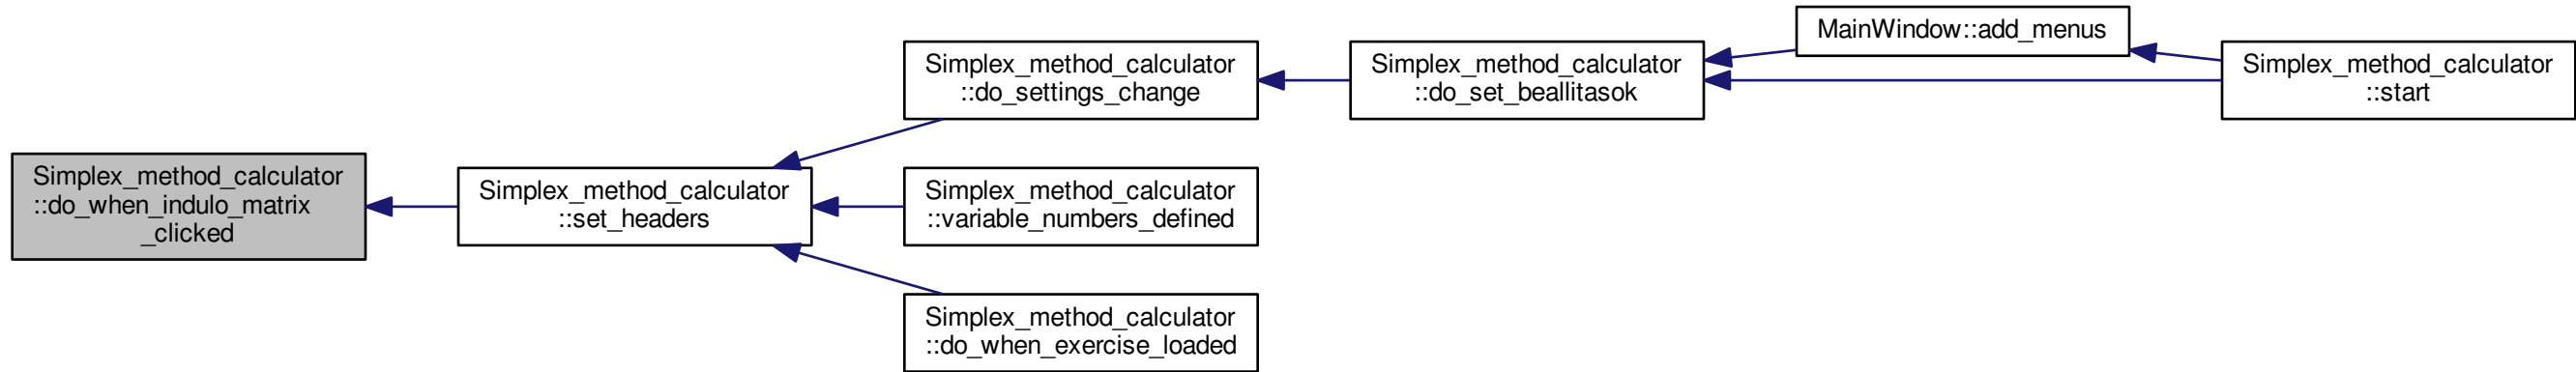 Simplex_method_calculator
::do_when_indulo_matrix
_clicked
Simplex_method_calculator
::set_headers
Simplex_method_calculator
::do_settings_change
Simplex_method_calculator
::variable_numbers_defined
Simplex_method_calculator
::do_when_exercise_loaded
Simplex_method_calculator
::do_set_beallitasok
MainWindow::add_menus
Simplex_method_calculator
::start